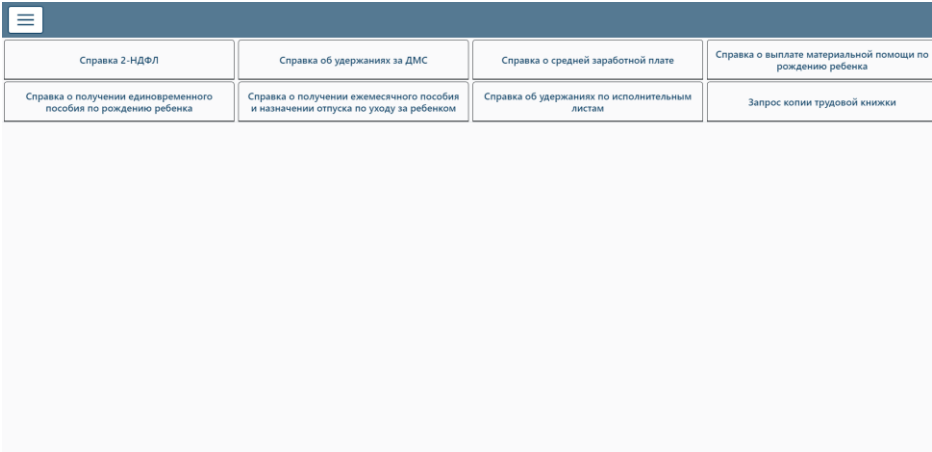 Справка 2-НДФЛ
Справка об удержаниях за ДМС
Справка о средней заработной плате
Справка о выплате материальной помощи по
рождению ребенка
Справка о получении единовременного
пособия по рождению ребенка
Справка о получении ежемесячного пособия
и назначении отпуска по уходу за ребенком
Справка об удержаниях по исполнительным
листам
Запрос копии трудовой книжки